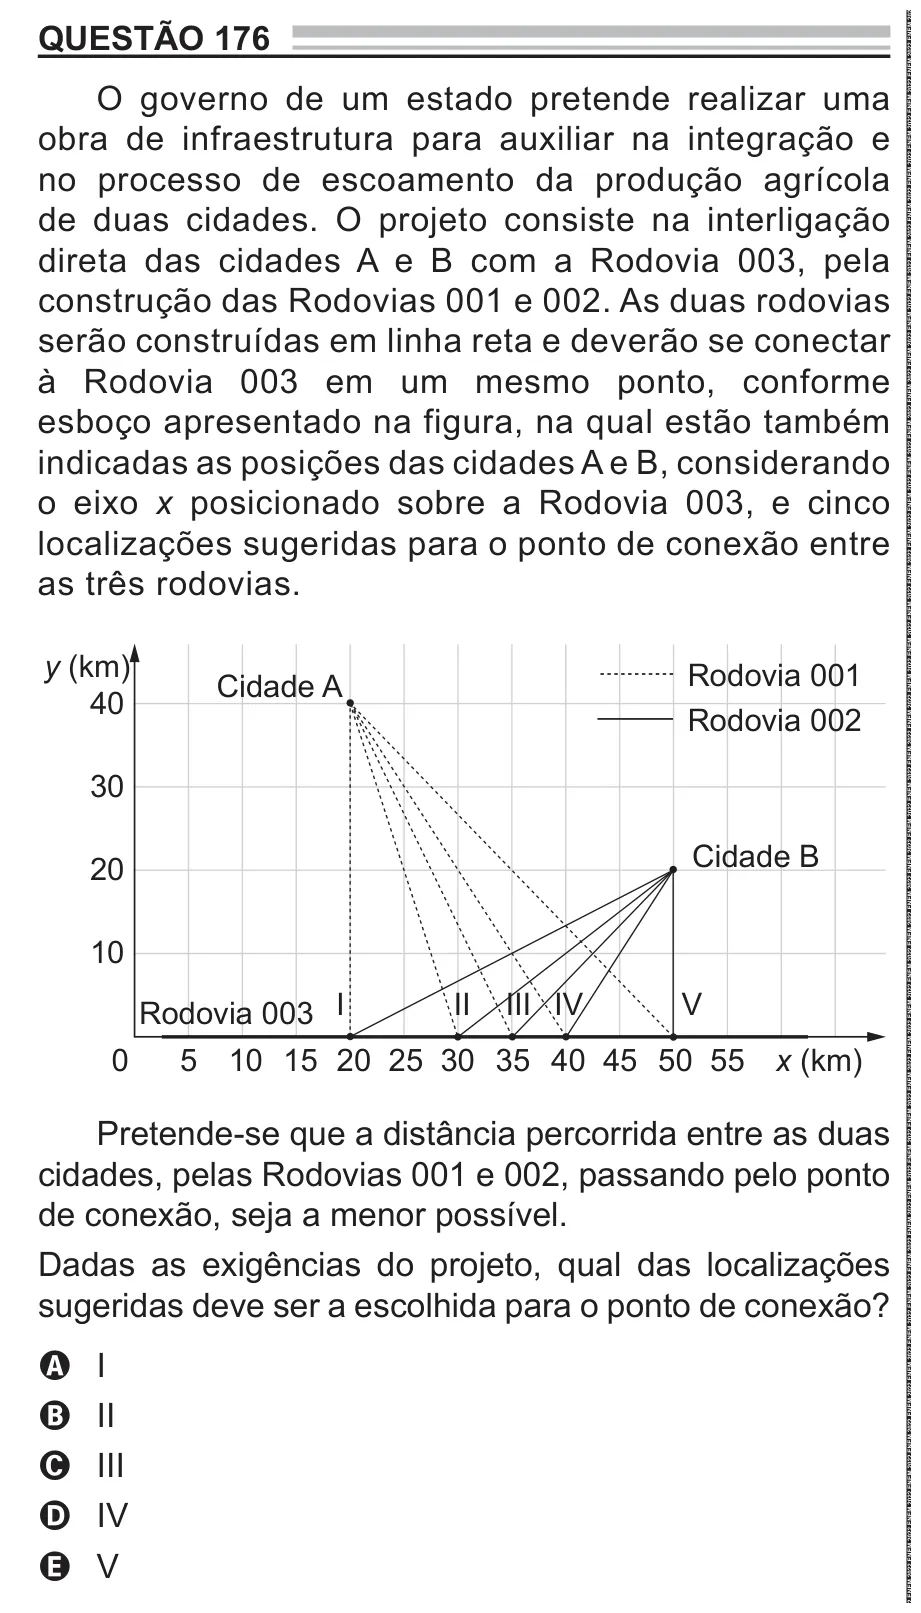 QUESTÃO 176
O governo de um estado pretende realizar uma
obra de infraestrutura para auxiliar na integração e
no processo de escoamento da produção agrícola
de duas cidades. O projeto consiste na interligação
direta das cidades A e B com a Rodovia 003, pela
construção das Rodovias 001 e 002. As duas rodovias
serão construídas em linha reta e deverão se conectar
à Rodovia 003 em um mesmo ponto, conforme
esboço apresentado na figura, na qual estão também
indicadas as posições das cidades A e B, considerando
o eixo x posicionado sobre a Rodovia 003, e cinco
localizações sugeridas para o ponto de conexão entre
as três rodovias.
y (km)
Cidade A
Rodovia 001
40
Rodovia 002
30
20
Cidade B
10
Rodovia 003 I II III IV V
0 5 10 15 20 25 30 35 40 45 50 55 x (km)
Pretende-se que a distância percorrida entre as duas
cidades, pelas Rodovias 001 e 002, passando pelo ponto
de conexão, seja a menor possível.
Dadas as exigências do projeto, qual das localizações
sugeridas deve ser a escolhida para o ponto de conexão?
A I
B II
C III
D IV
E V